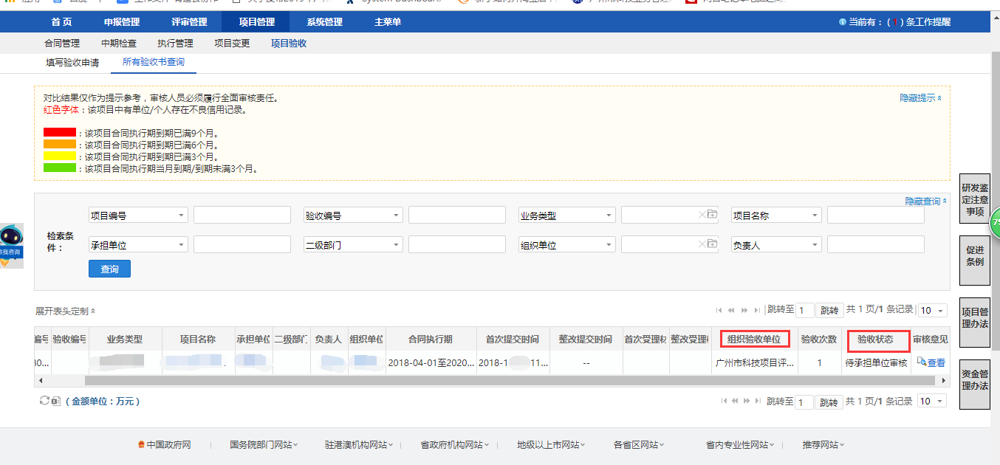 首 页 申报管理 评审管理 项目管理 系统管理 主菜单 当前有：（ 1 ）条工作提醒
合同管理 中期检查 执行管理 项目变更 项目验收
填写验收申请 所有验收书查询
对比结果仅作为提示参考，审核人员必须履行全面审核责任。 隐藏提示
红色字体：该项目中有单位/个人存在不良信用记录。
：该项目合同执行期到期已满9个月。
：该项目合同执行期到期已满6个月。
：该项目合同执行期到期已满3个月。
：该项目合同执行期当月到期/到期未满3个月。
隐藏查询
检索条件：
项目编号 验收编号 业务类型 项目名称
承担单位 二级部门 组织单位 负责人
查询
研发鉴定注意事项
促进条例
项目管理办法
资金管理办法
75
点我咨询
展开表头定制 跳转至 1 跳转 共 1 页/1 条记录 10
编号 验收编号 业务类型 项目名称 承担单位 二级部门 负责人 组织单位 合同执行期 首次提交时间 整改提交时间 首次受理 整改受理 组织验收单位 验收次数 验收状态 审核意见
30... 2018-04-01至2020... 2018-1 11... -- 广州市科技项目评... 1 待承担单位审核 查看
（金额单位：万元） 跳转至 1 跳转 共 1 页/1 条记录 10
中国政府网 国务院部门网站 驻港澳机构网站 省政府机构网站 地级以上市网站 各省区网站 省内专业性网站 推荐网站